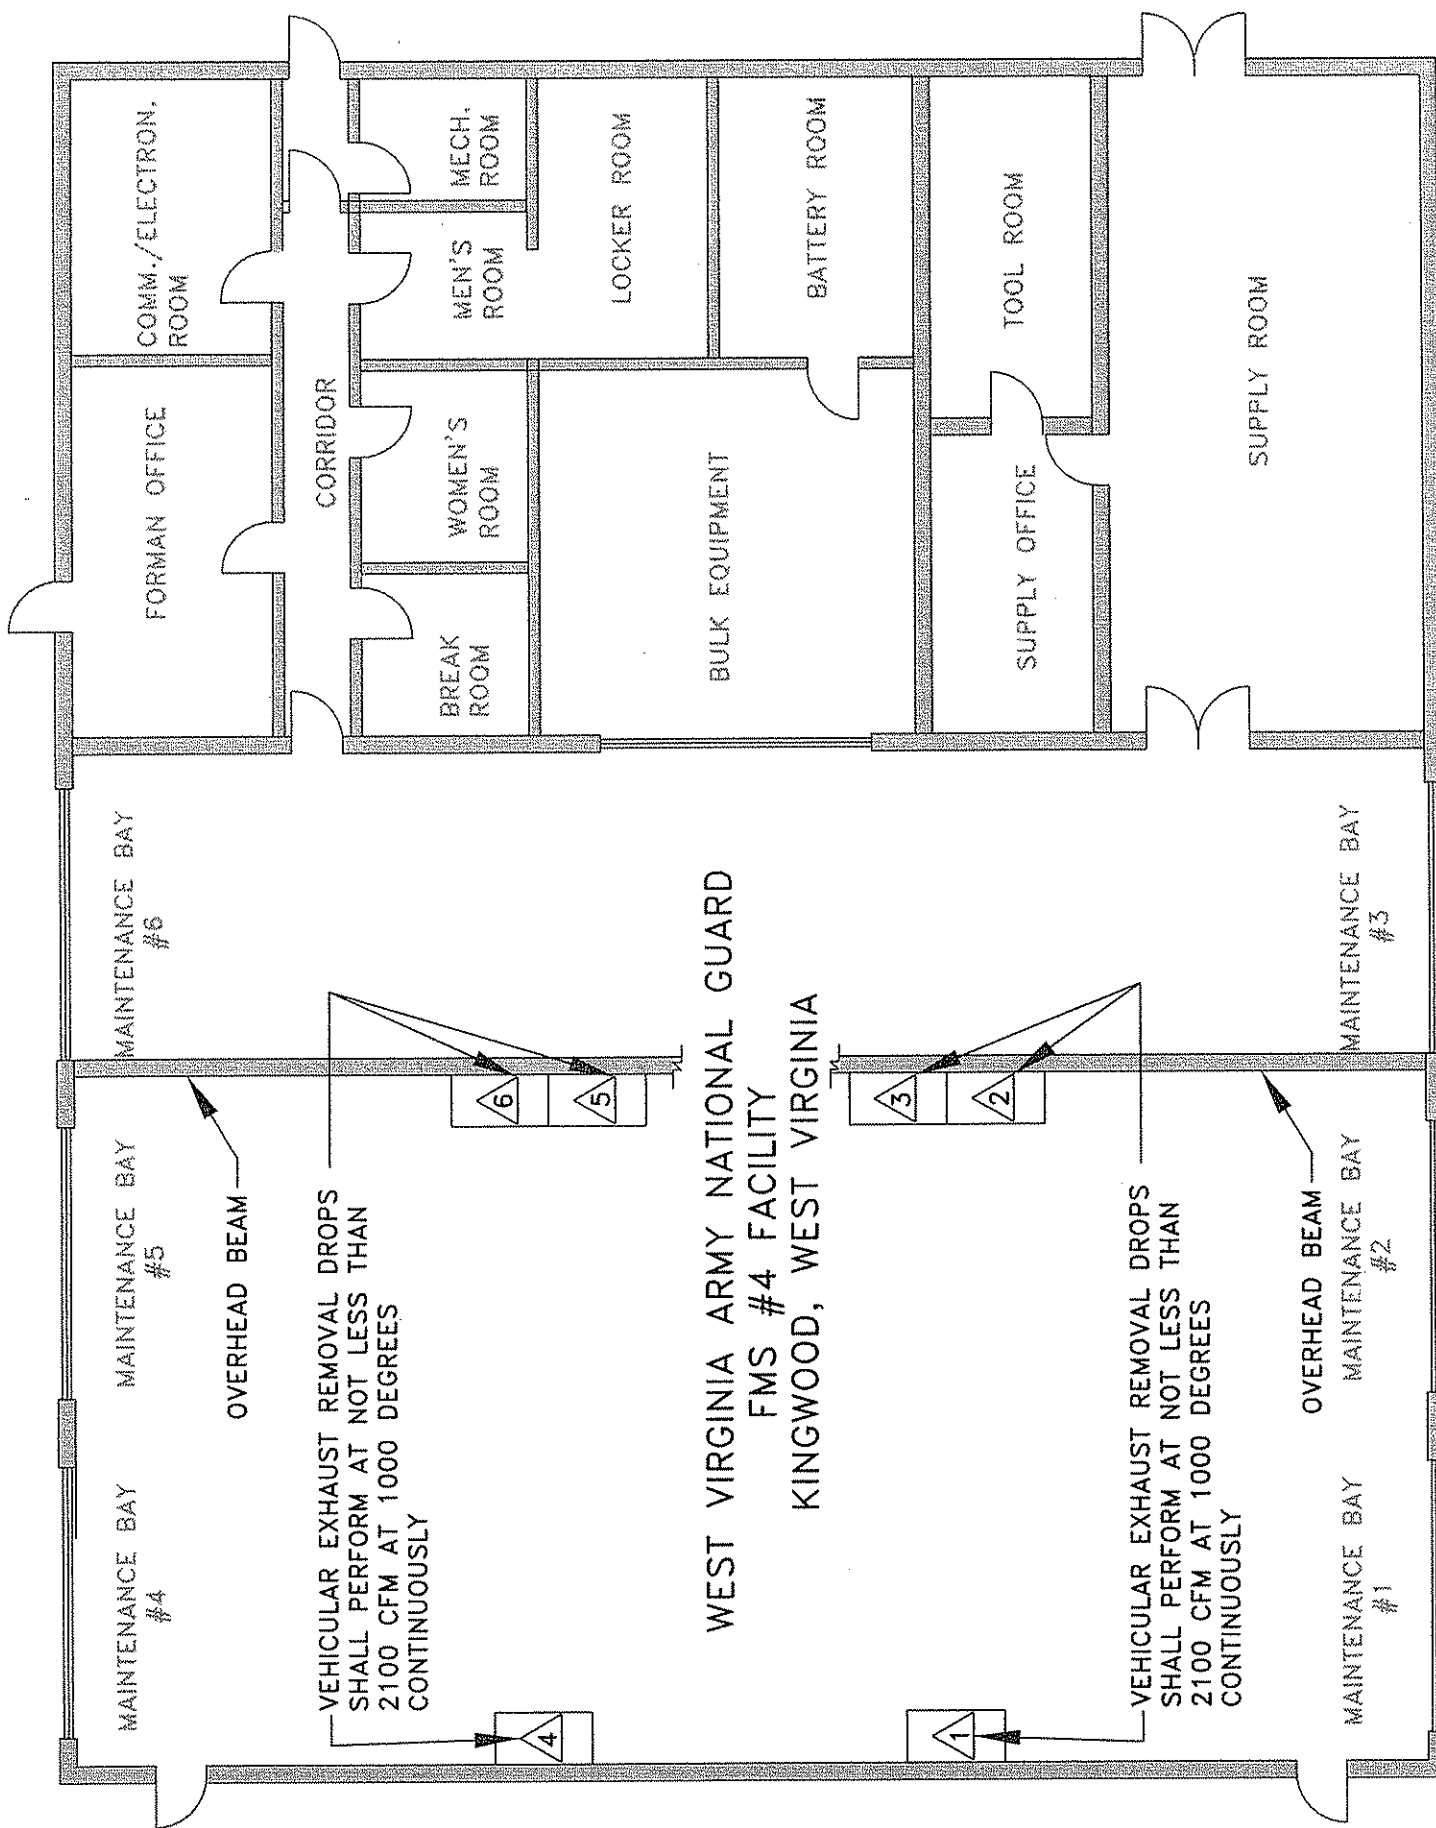 MAINTENANCE BAY
#4
MAINTENANCE BAY
#5
MAINTENANCE BAY
#6
FORMAN OFFICE
COMM./ELECTRON.
ROOM
OVERHEAD BEAM
CORRIDOR
VEHICULAR EXHAUST REMOVAL DROPS
SHALL PERFORM AT NOT LESS THAN
2100 CFM AT 1000 DEGREES
CONTINUOUSLY
BREAK
ROOM
WOMEN'S
ROOM
MEN'S
ROOM
MECH.
ROOM
4
6
5
LOCKER ROOM
BULK EQUIPMENT
BATTERY ROOM
WEST VIRGINIA ARMY NATIONAL GUARD
FMS #4 FACILITY
KINGWOOD, WEST VIRGINIA
3
2
1
SUPPLY OFFICE
TOOL ROOM
VEHICULAR EXHAUST REMOVAL DROPS
SHALL PERFORM AT NOT LESS THAN
2100 CFM AT 1000 DEGREES
CONTINUOUSLY
SUPPLY ROOM
OVERHEAD BEAM
MAINTENANCE BAY
#1
MAINTENANCE BAY
#2
MAINTENANCE BAY
#3